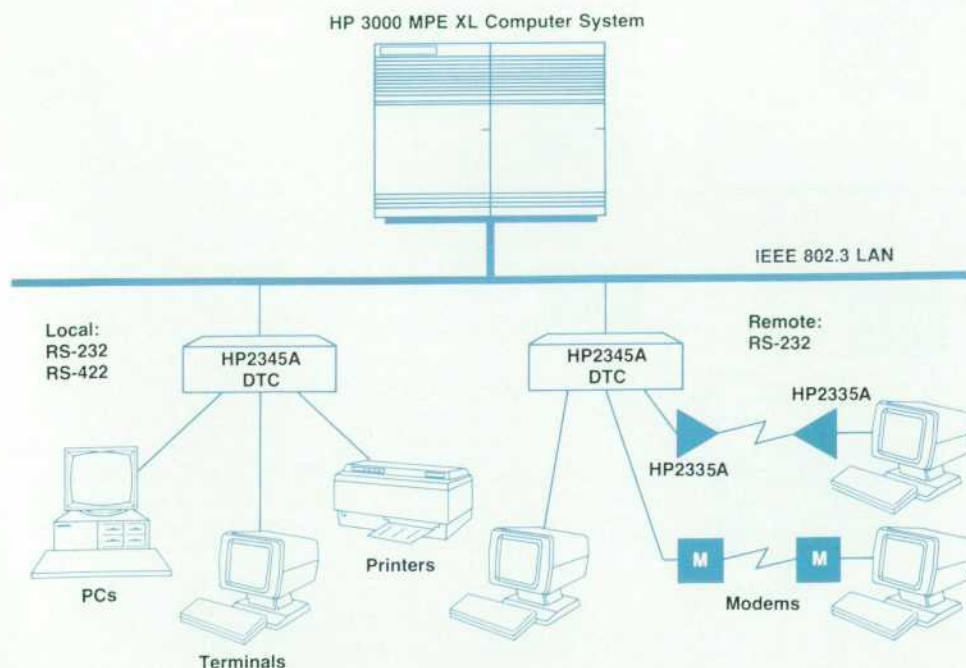 HP 3000 MPE XL Computer System
IEEE 802.3 LAN
Local:
RS-232
RS-422
HP2345A
DTC
HP2345A
DTC
Remote:
RS-232
HP2335A
HP2335A
PCs
Terminals
Printers
M
M
Modems